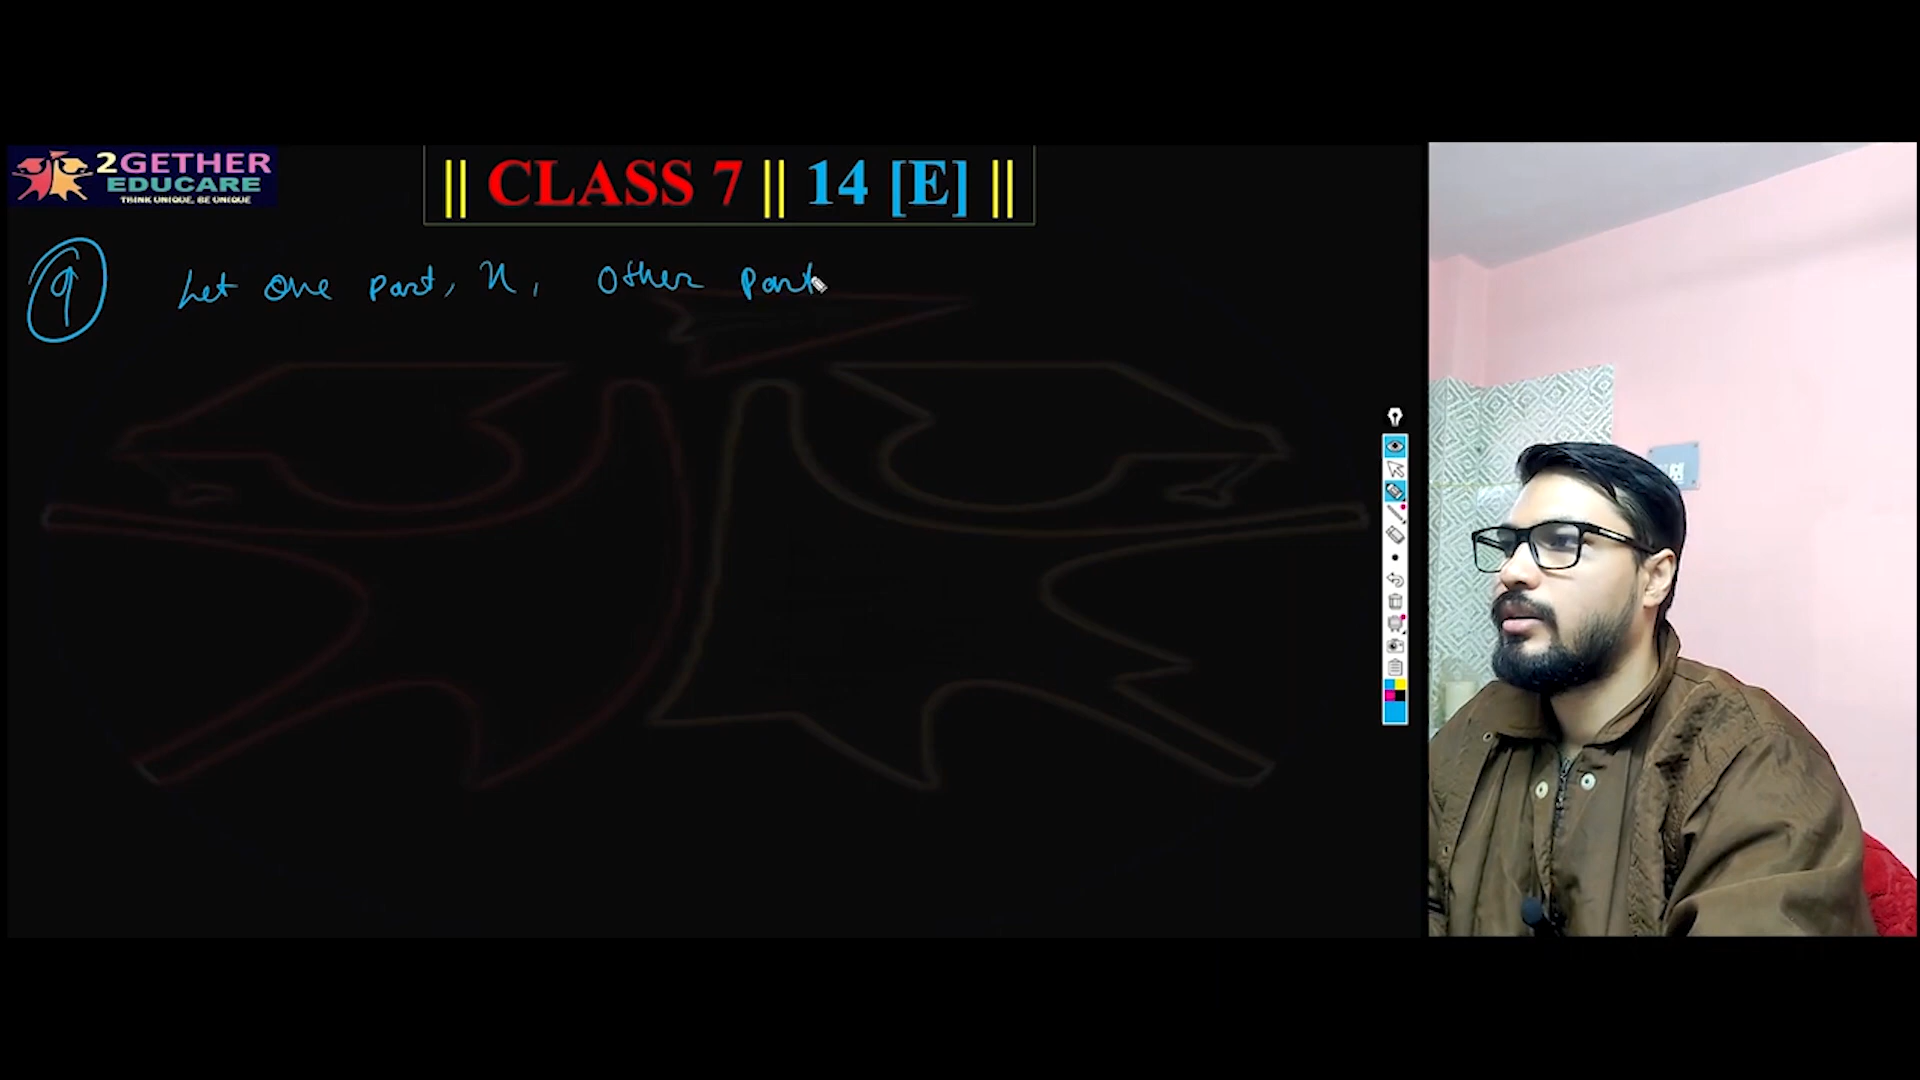 2GETHER
EDUCARE
THINK UNIQUE, BE UNIQUE
|| CLASS 7 || 14 [E] ||
9 Let One part, x, Other part